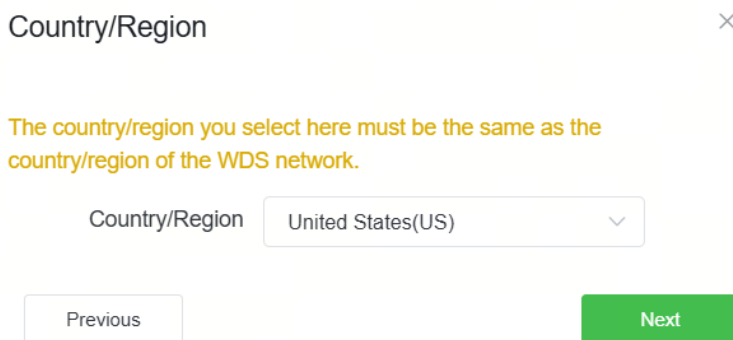 Country/Region
The country/region you select here must be the same as the
country/region of the WDS network.
Country/Region United States(US)
Previous Next